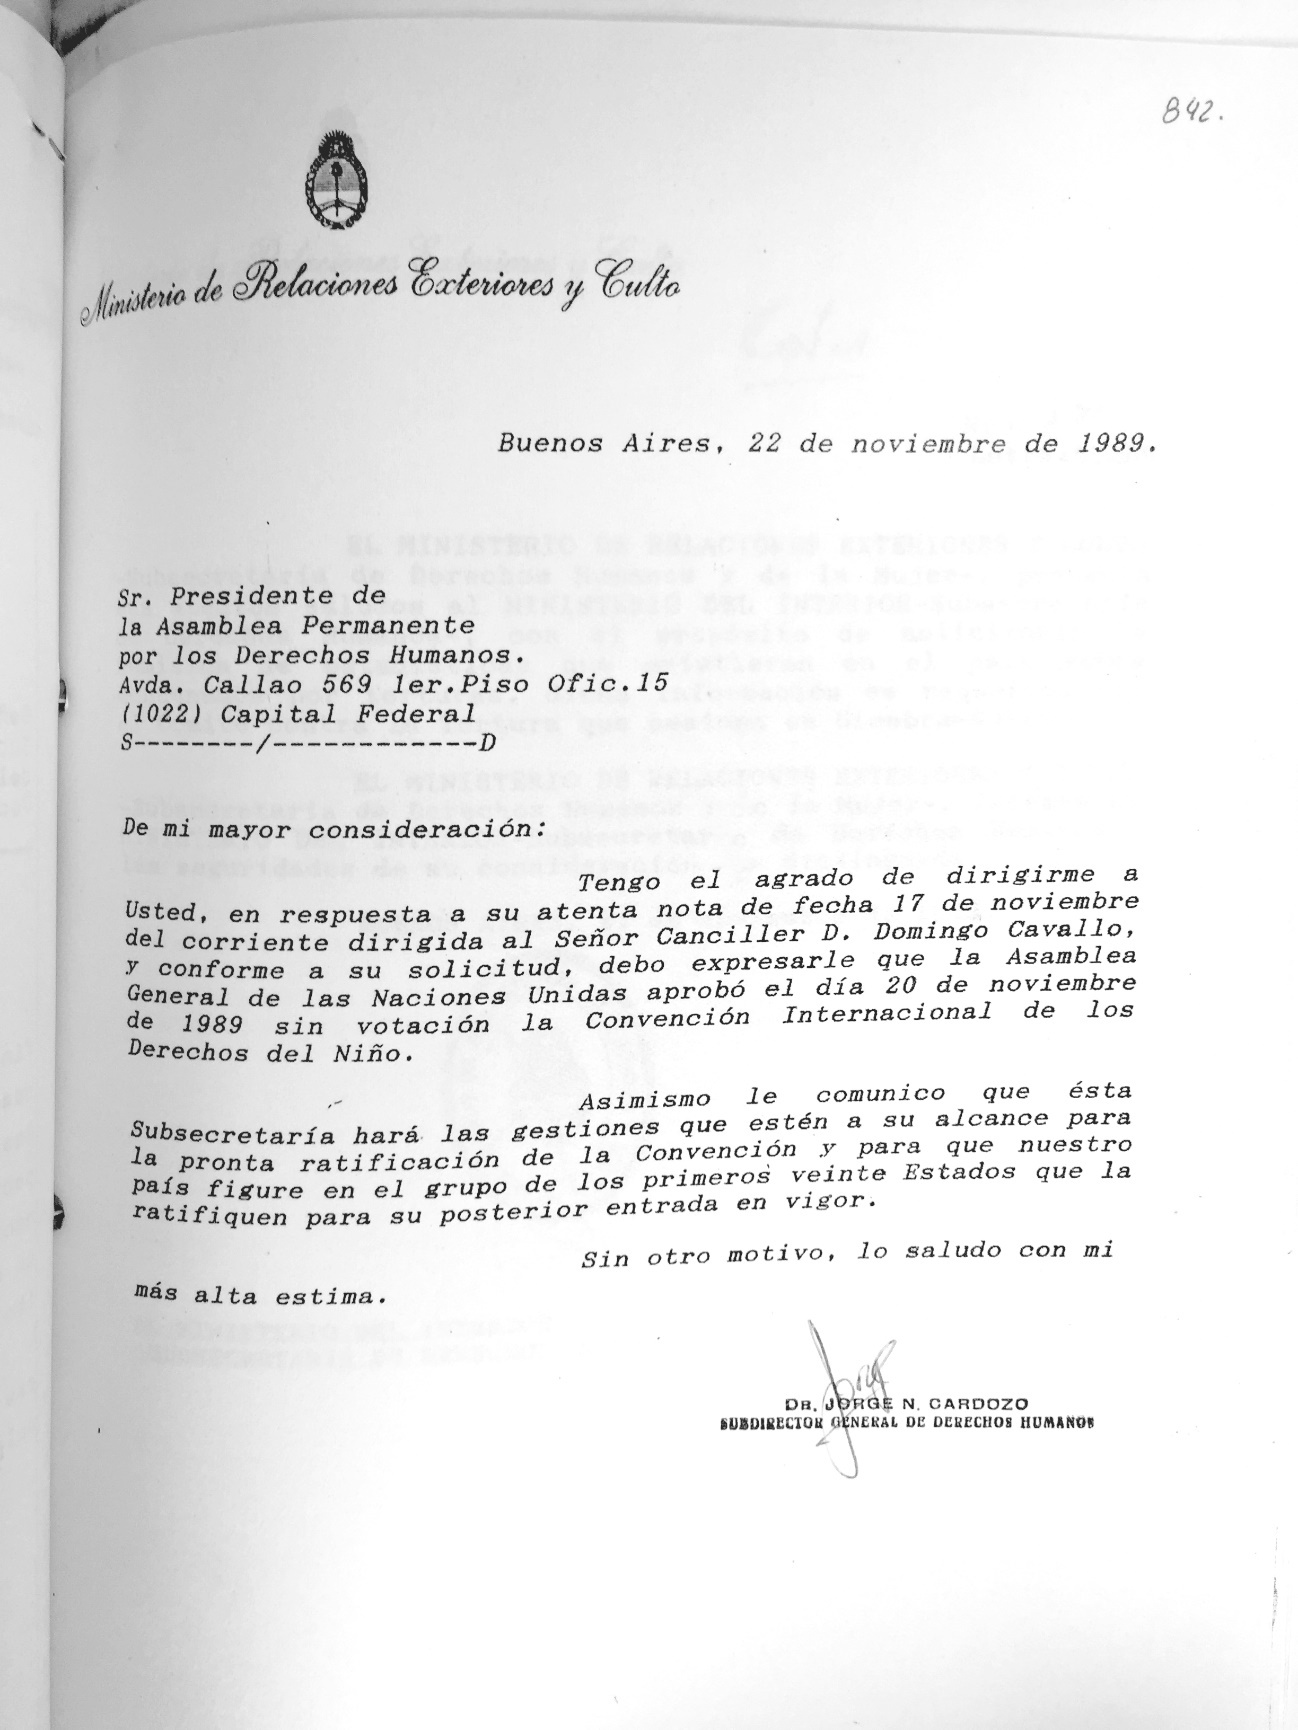 842.
Ministerio de Relaciones Exteriores y Culto
Buenos Aires, 22 de noviembre de 1989.
Sr. Presidente de
la Asamblea Permanente
por los Derechos Humanos.
Avda. Callao 569 1er.Piso Ofic.15
(1022) Capital Federal
S--------/------------D
De mi mayor consideración:
Tengo el agrado de dirigirme a
Usted, en respuesta a su atenta nota de fecha 17 de noviembre
del corriente dirigida al Señor Canciller D. Domingo Cavallo,
y conforme a su solicitud, debo expresarle que la Asamblea
General de las Naciones Unidas aprobó el día 20 de noviembre
de 1989 sin votación la Convención Internacional de los
Derechos del Niño.
Asimismo le comunico que ésta
Subsecretaría hará las gestiones que estén a su alcance para
la pronta ratificación de la Convención y para que nuestro
país figure en el grupo de los primeros veinte Estados que la
ratifiquen para su posterior entrada en vigor.
Sin otro motivo, lo saludo con mi
más alta estima.
DR. JORGE N. CARDOZO
SUBDIRECTOR GENERAL DE DERECHOS HUMANOS